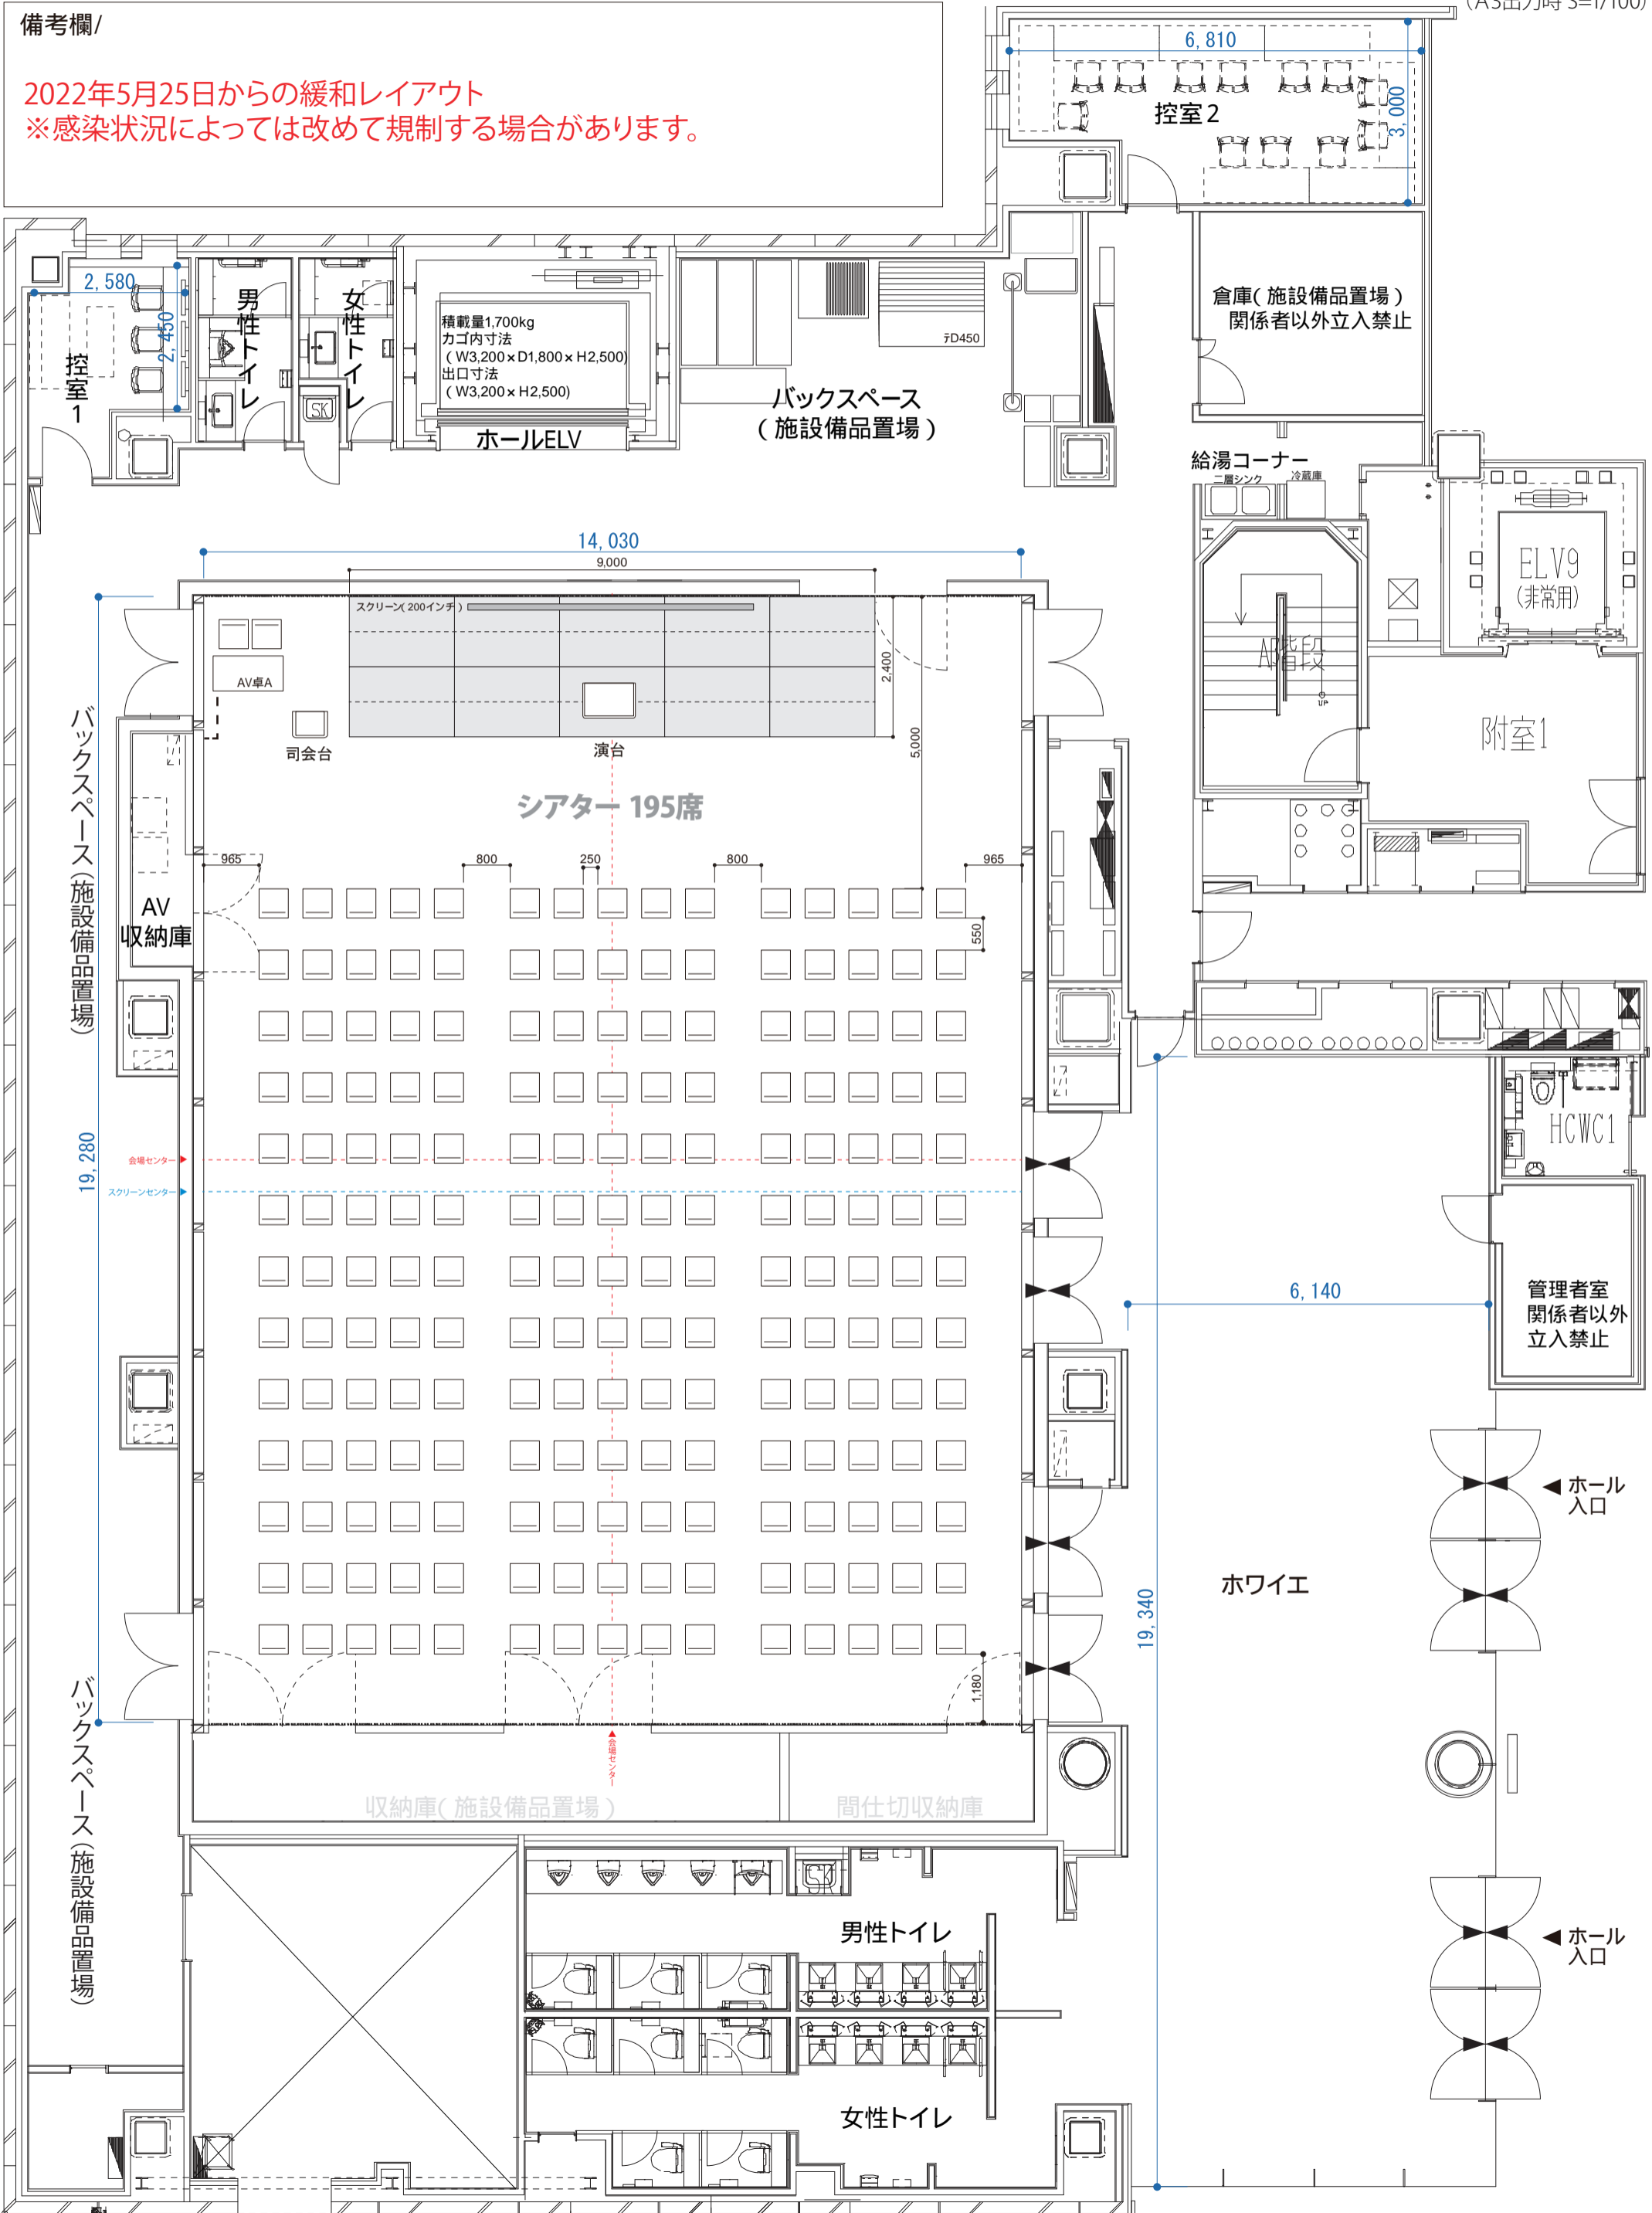 (A3出力時 S=1/100)
備考欄/
2022年5月25日からの緩和レイアウト
※感染状況によっては改めて規制する場合があります。
6,810
控室2
3,000
2,580
2,450
控室1
男性トイレ
女性トイレ
SK
積載量1,700kg
カゴ内寸法
(W3,200×D1,800×H2,500)
出口寸法
(W3,200×H2,500)
ホールELV
テD450
バックスペース
(施設備品置場)
倉庫(施設備品置場)
関係者以外立入禁止
給湯コーナー
二層シンク
冷蔵庫
ELV9
(非常用)
14,030
9,000
スクリーン(200インチ)
AV卓A
司会台
演台
2,400
5,000
A階段
UP
附室1
シアター 195席
バックスペース(施設備品置場)
AV
収納庫
965
800
250
800
965
550
19,280
会場センター
スクリーンセンター
HCWC1
6,140
管理者室
関係者以外
立入禁止
ホール
入口
ホワイエ
19,340
1,180
会場センター
収納庫(施設備品置場)
間仕切収納庫
バックスペース(施設備品置場)
男性トイレ
ホール
入口
女性トイレ